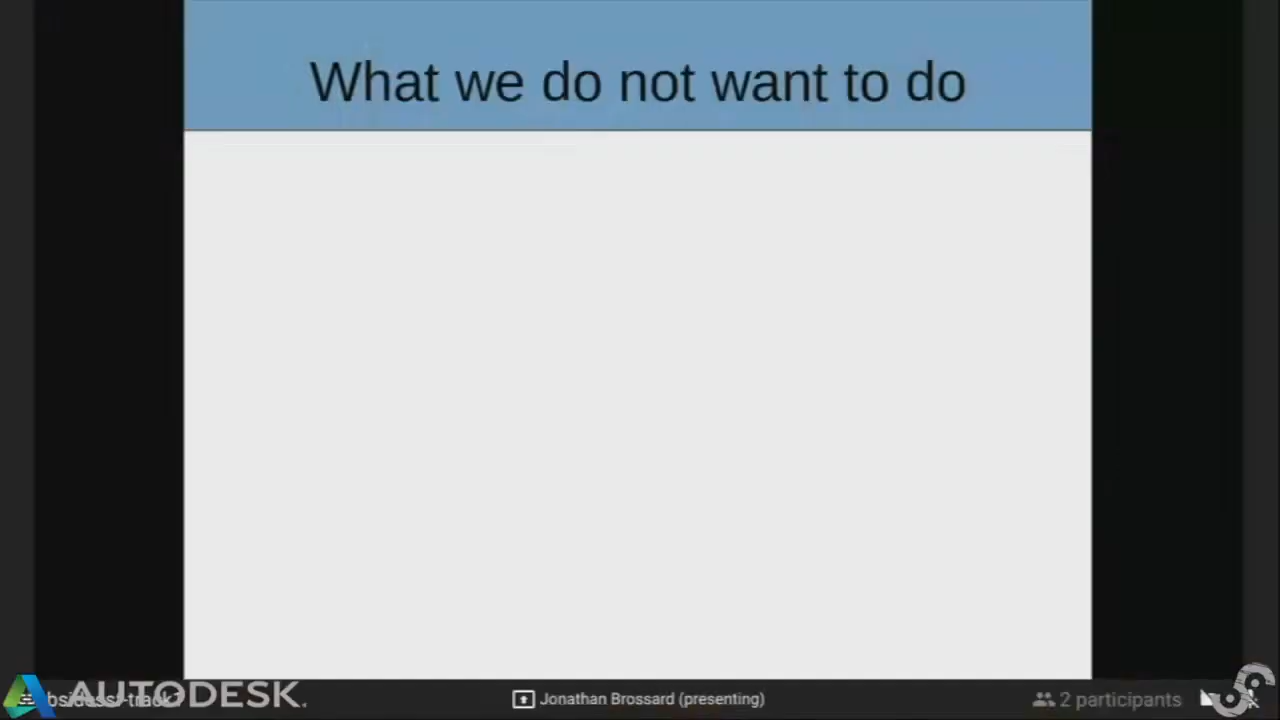 What we do not want to do
AUTODESK.
Jonathan Brossard (presenting)
2 participants